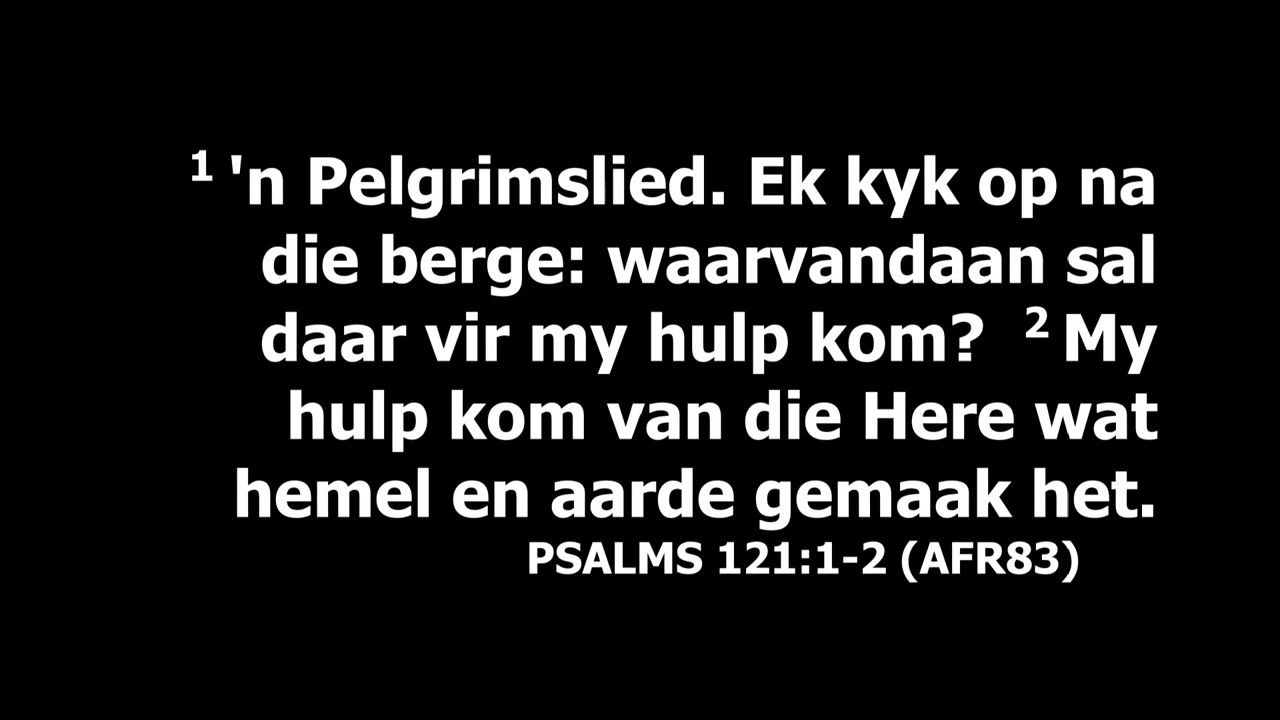 1 'n Pelgrimslied. Ek kyk op na
die berge: waarvandaan sal
daar vir my hulp kom? 2 My
hulp kom van die Here wat
hemel en aarde gemaak het.
PSALMS 121:1-2 (AFR83)